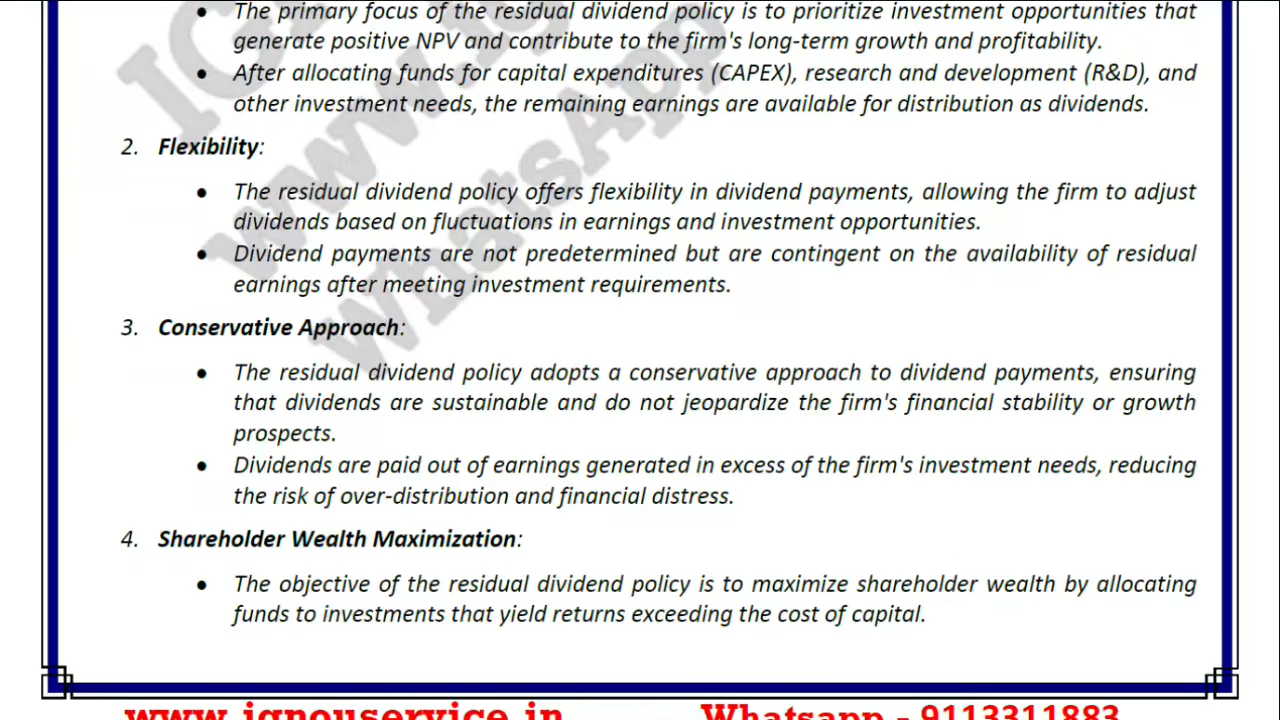 • The primary focus of the residual dividend policy is to prioritize investment opportunities that
generate positive NPV and contribute to the firm's long-term growth and profitability.
• After allocating funds for capital expenditures (CAPEX), research and development (R&D), and
other investment needs, the remaining earnings are available for distribution as dividends.
2. Flexibility:
• The residual dividend policy offers flexibility in dividend payments, allowing the firm to adjust
dividends based on fluctuations in earnings and investment opportunities.
• Dividend payments are not predetermined but are contingent on the availability of residual
earnings after meeting investment requirements.
3. Conservative Approach:
• The residual dividend policy adopts a conservative approach to dividend payments, ensuring
that dividends are sustainable and do not jeopardize the firm's financial stability or growth
prospects.
• Dividends are paid out of earnings generated in excess of the firm's investment needs, reducing
the risk of over-distribution and financial distress.
4. Shareholder Wealth Maximization:
• The objective of the residual dividend policy is to maximize shareholder wealth by allocating
funds to investments that yield returns exceeding the cost of capital.
www.ignouservice.in Whatsapp - 9113311883
WhatsApp